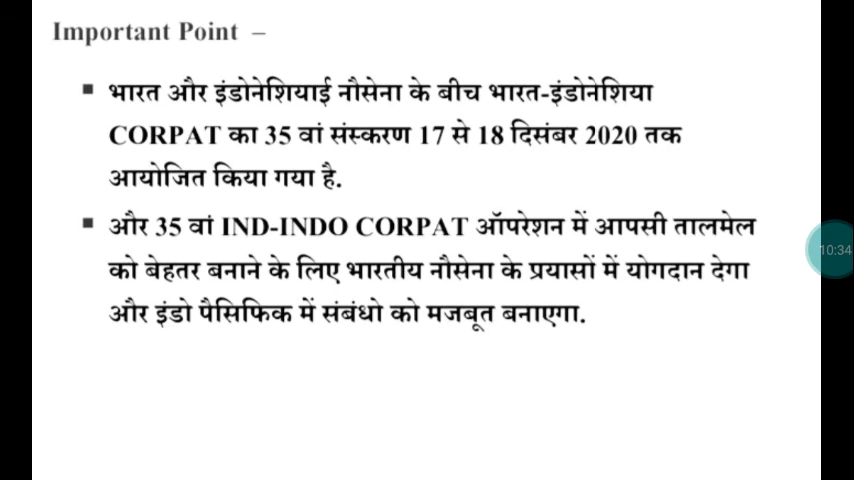 Important Point –
▪ भारत और इंडोनेशियाई नौसेना के बीच भारत-इंडोनेशिया
CORPAT का 35 वां संस्करण 17 से 18 दिसंबर 2020 तक
आयोजित किया गया है.
▪ और 35 वां IND-INDO CORPAT ऑपरेशन में आपसी तालमेल
को बेहतर बनाने के लिए भारतीय नौसेना के प्रयासों में योगदान देगा
और इंडो पैसिफिक में संबंधो को मजबूत बनाएगा.
10:34